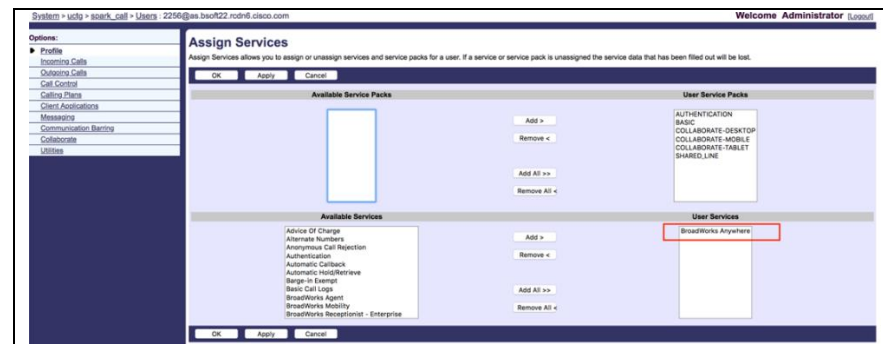 System > uctg > spark_call > Users : 2256@as.bsoft22.rcdn6.cisco.com
Welcome Administrator [Logout]
Options:
Profile
Incoming Calls
Outgoing Calls
Call Control
Calling Plans
Client Applications
Messaging
Communication Barring
Collaborate
Utilities
Assign Services
Assign Services allows you to assign or unassign services and service packs for a user. If a service or service pack is unassigned the service data that has been filled out will be lost.
OK Apply Cancel
Available Service Packs
User Service Packs
Add >
Remove <
Add All >>
Remove All <
AUTHENTICATION
BASIC
COLLABORATE-DESKTOP
COLLABORATE-MOBILE
COLLABORATE-TABLET
SHARED_LINE
Available Services
User Services
Advice Of Charge
Alternate Numbers
Anonymous Call Rejection
Authentication
Automatic Callback
Automatic Hold/Retrieve
Barge-in Exempt
Basic Call Logs
BroadWorks Agent
BroadWorks Mobility
BroadWorks Receptionist - Enterprise
Add >
Remove <
Add All >>
Remove All <
BroadWorks Anywhere
OK Apply Cancel